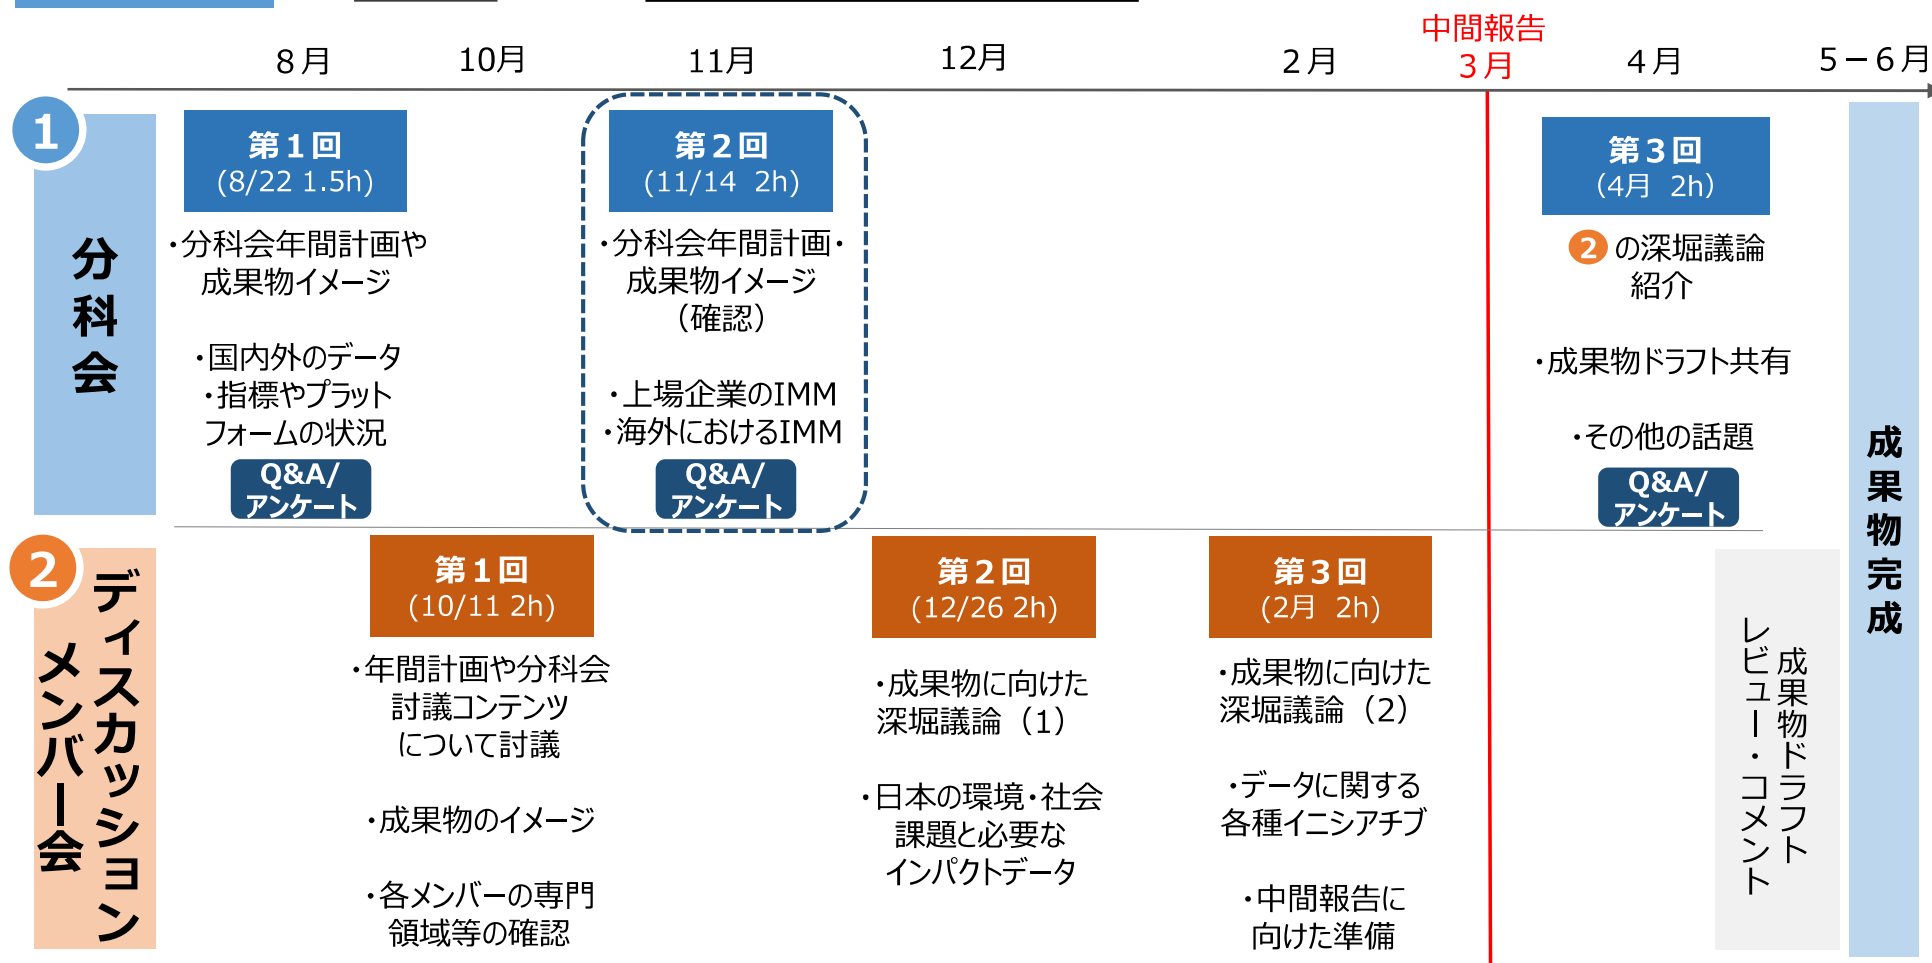 8月
10月
11月
12月
2月
中間報告
3月
4月
5－6月
1
分科会
第1回
(8/22 1.5h)
・分科会年間計画や
成果物イメージ
・国内外のデータ
・指標やプラット
フォームの状況
Q&A/
アンケート
第2回
(11/14 2h)
・分科会年間計画・
成果物イメージ
（確認）
・上場企業のIMM
・海外におけるIMM
Q&A/
アンケート
第3回
(4月 2h)
2 の深堀議論
紹介
・成果物ドラフト共有
・その他の話題
Q&A/
アンケート
2
ディスカッション
メンバー会
第1回
(10/11 2h)
・年間計画や分科会
討議コンテンツ
について討議
・成果物のイメージ
・各メンバーの専門
領域等の確認
第2回
(12/26 2h)
・成果物に向けた
深堀議論（1）
・日本の環境・社会
課題と必要な
インパクトデータ
第3回
(2月 2h)
・成果物に向けた
深堀議論（2）
・データに関する
各種イニシアチブ
・中間報告に
向けた準備
成果物ドラフト
レビュー・コメント
成果物完成